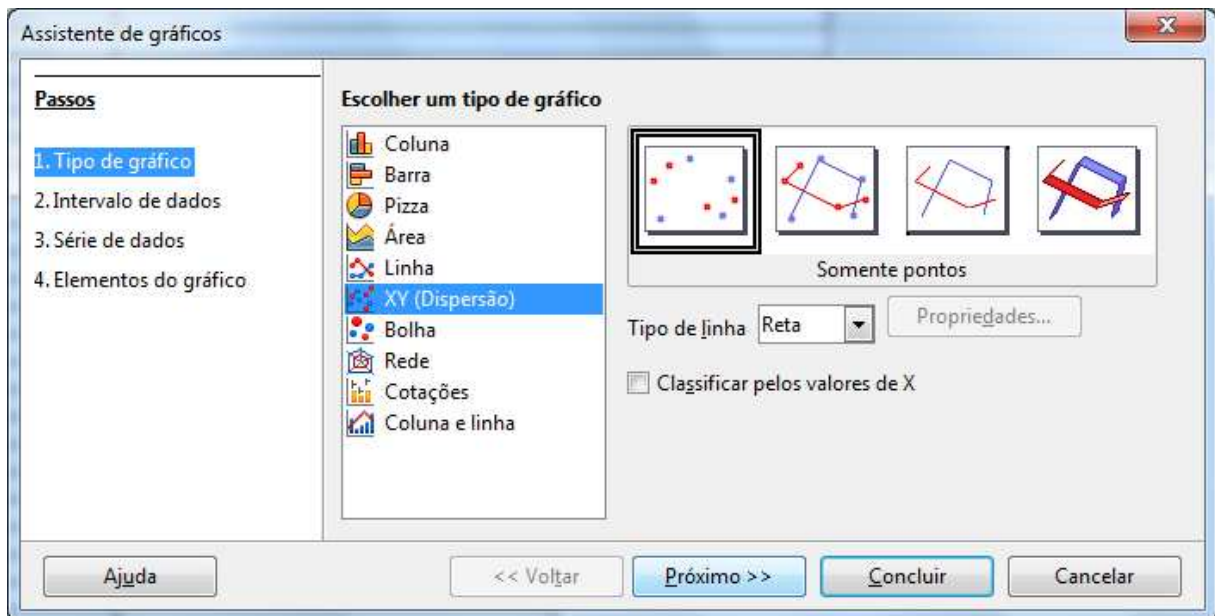 Assistente de gráficos
Passos
1. Tipo de gráfico
2. Intervalo de dados
3. Série de dados
4. Elementos do gráfico
Escolher um tipo de gráfico
Coluna
Barra
Pizza
Área
Linha
XY (Dispersão)
Bolha
Rede
Cotações
Coluna e linha
Somente pontos
Tipo de linha Reta Propriedades...
Classificar pelos valores de X
Ajuda << Voltar Próximo >> Concluir Cancelar